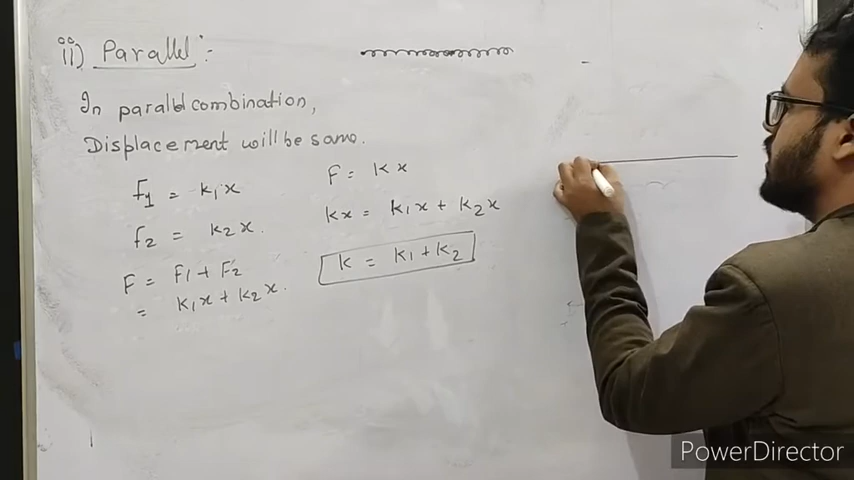 ii) Parallel :-
In parallel combination,
Displacement will be same.
f₁ = k₁x
f₂ = k₂x.
F = F₁ + F₂
= k₁x + k₂x.
F = kx
kx = k₁x + k₂x
k = k₁ + k₂
PowerDirector